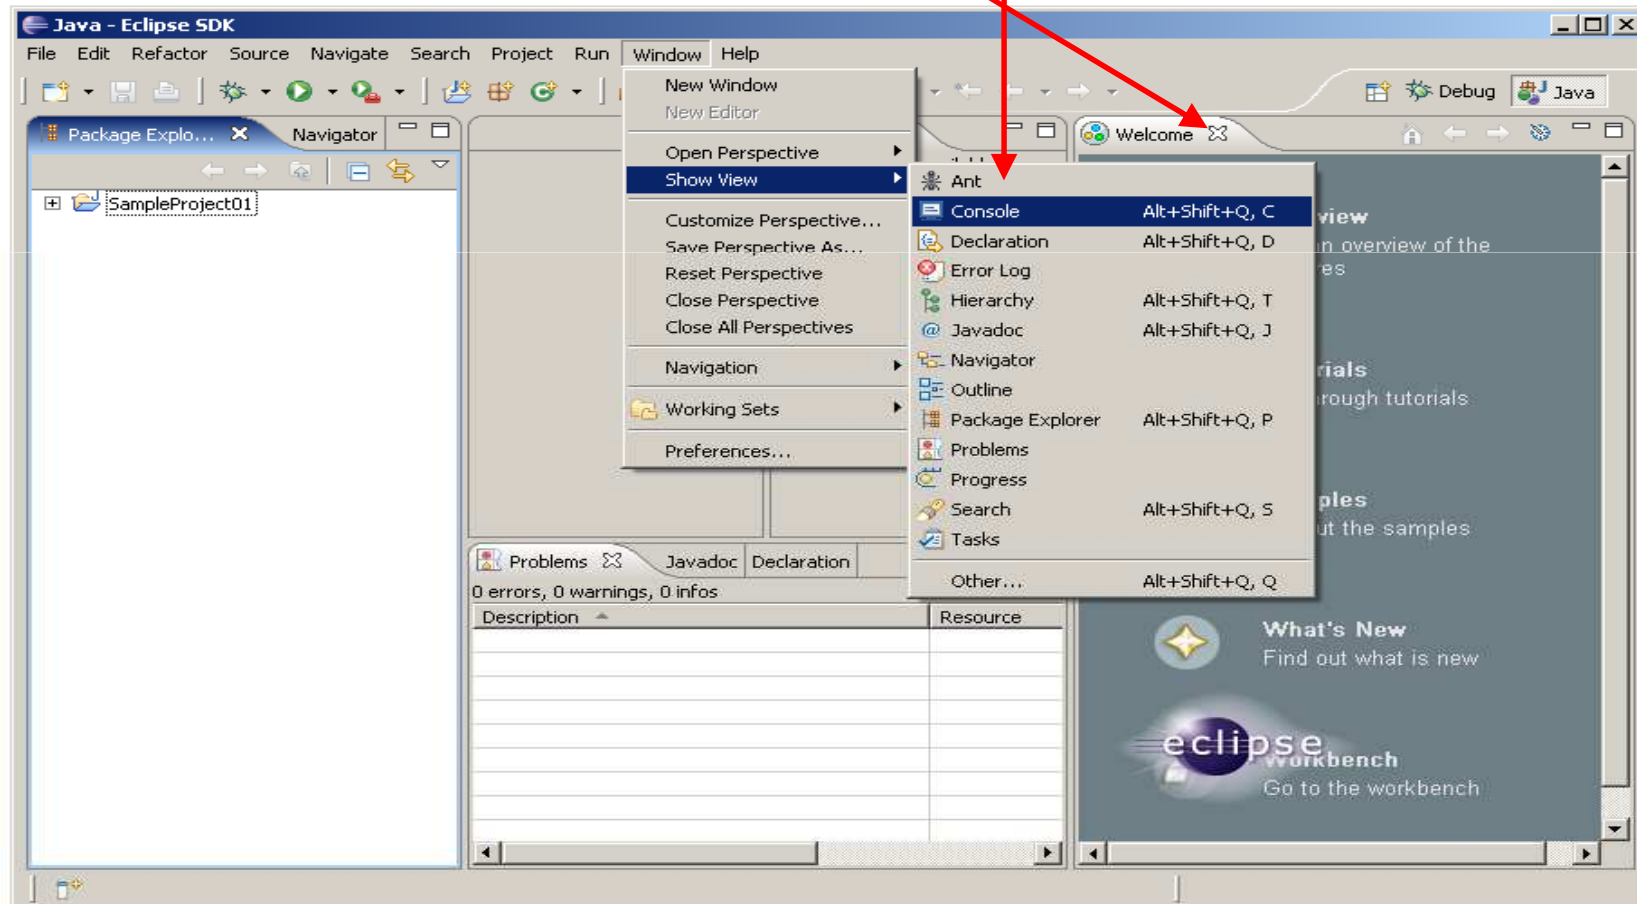 Java - Eclipse SDK
File Edit Refactor Source Navigate Search Project Run Window Help
Debug Java
Package Explo... Navigator
SampleProject01
New Window
New Editor
Open Perspective
Show View
Customize Perspective...
Save Perspective As...
Reset Perspective
Close Perspective
Close All Perspectives
Navigation
Working Sets
Preferences...
Ant
Console Alt+Shift+Q, C
Declaration Alt+Shift+Q, D
Error Log
Hierarchy Alt+Shift+Q, T
Javadoc Alt+Shift+Q, J
Navigator
Outline
Package Explorer Alt+Shift+Q, P
Problems
Progress
Search Alt+Shift+Q, S
Tasks
Other... Alt+Shift+Q, Q
Problems Javadoc Declaration
0 errors, 0 warnings, 0 infos
Description Resource
Welcome
view
an overview of the
es
rials
rough tutorials
ples
ut the samples
What's New
Find out what is new
eclipse
Workbench
Go to the workbench